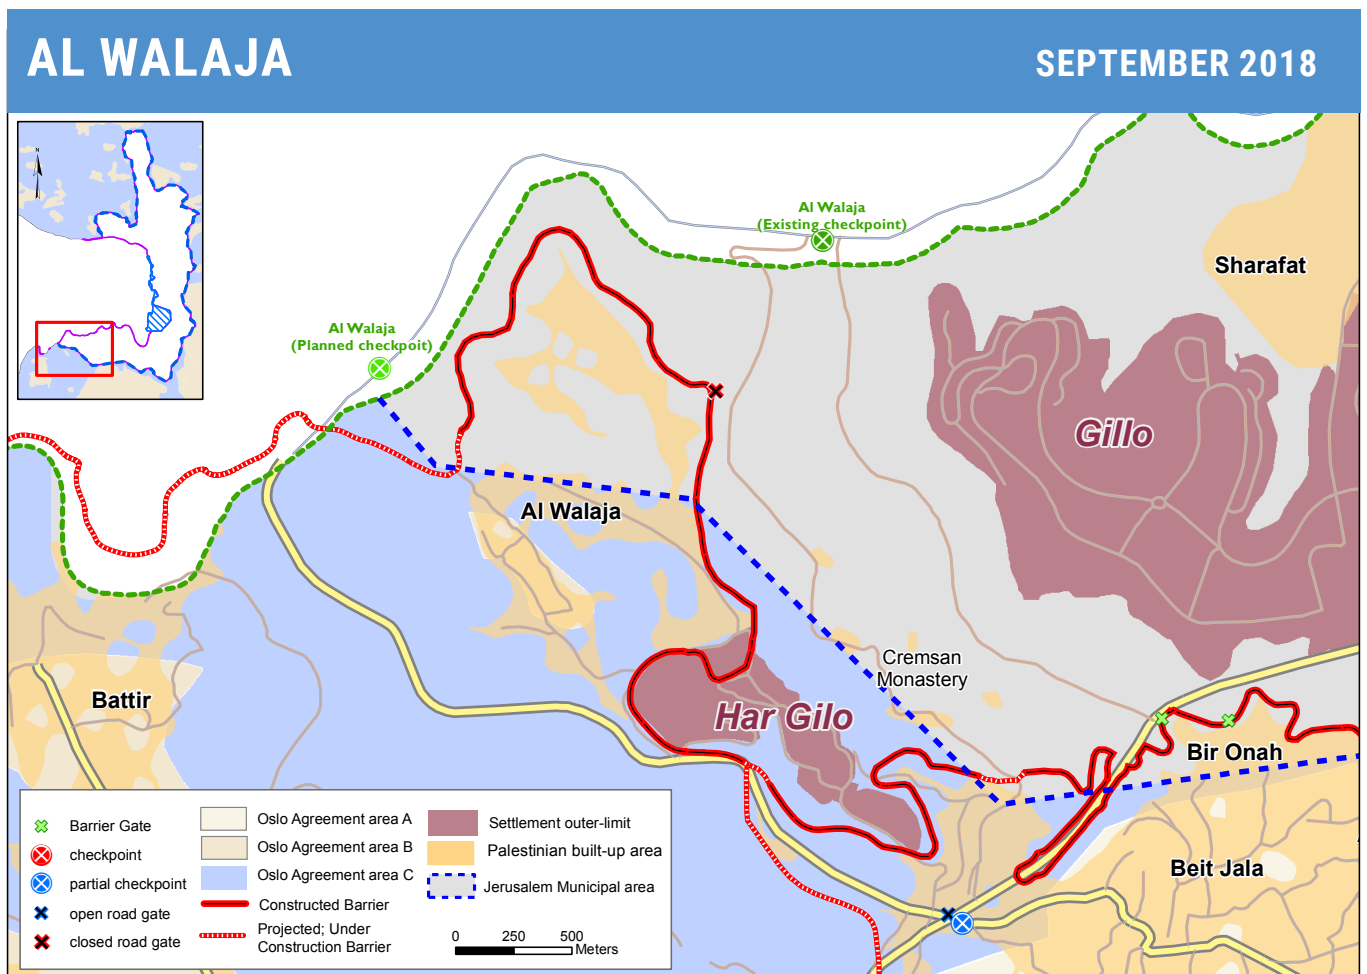 AL WALAJA
SEPTEMBER 2018
N
Al Walaja
(Existing checkpoint)
Sharafat
Al Walaja
(Planned checkpoit)
Gillo
Al Walaja
Cremsan
Monastery
Battir
Har Gilo
Bir Onah
Beit Jala
Barrier Gate
checkpoint
partial checkpoint
open road gate
closed road gate
Oslo Agreement area A
Oslo Agreement area B
Oslo Agreement area C
Constructed Barrier
Projected; Under
Construction Barrier
Settlement outer-limit
Palestinian built-up area
Jerusalem Municipal area
0 250 500
Meters